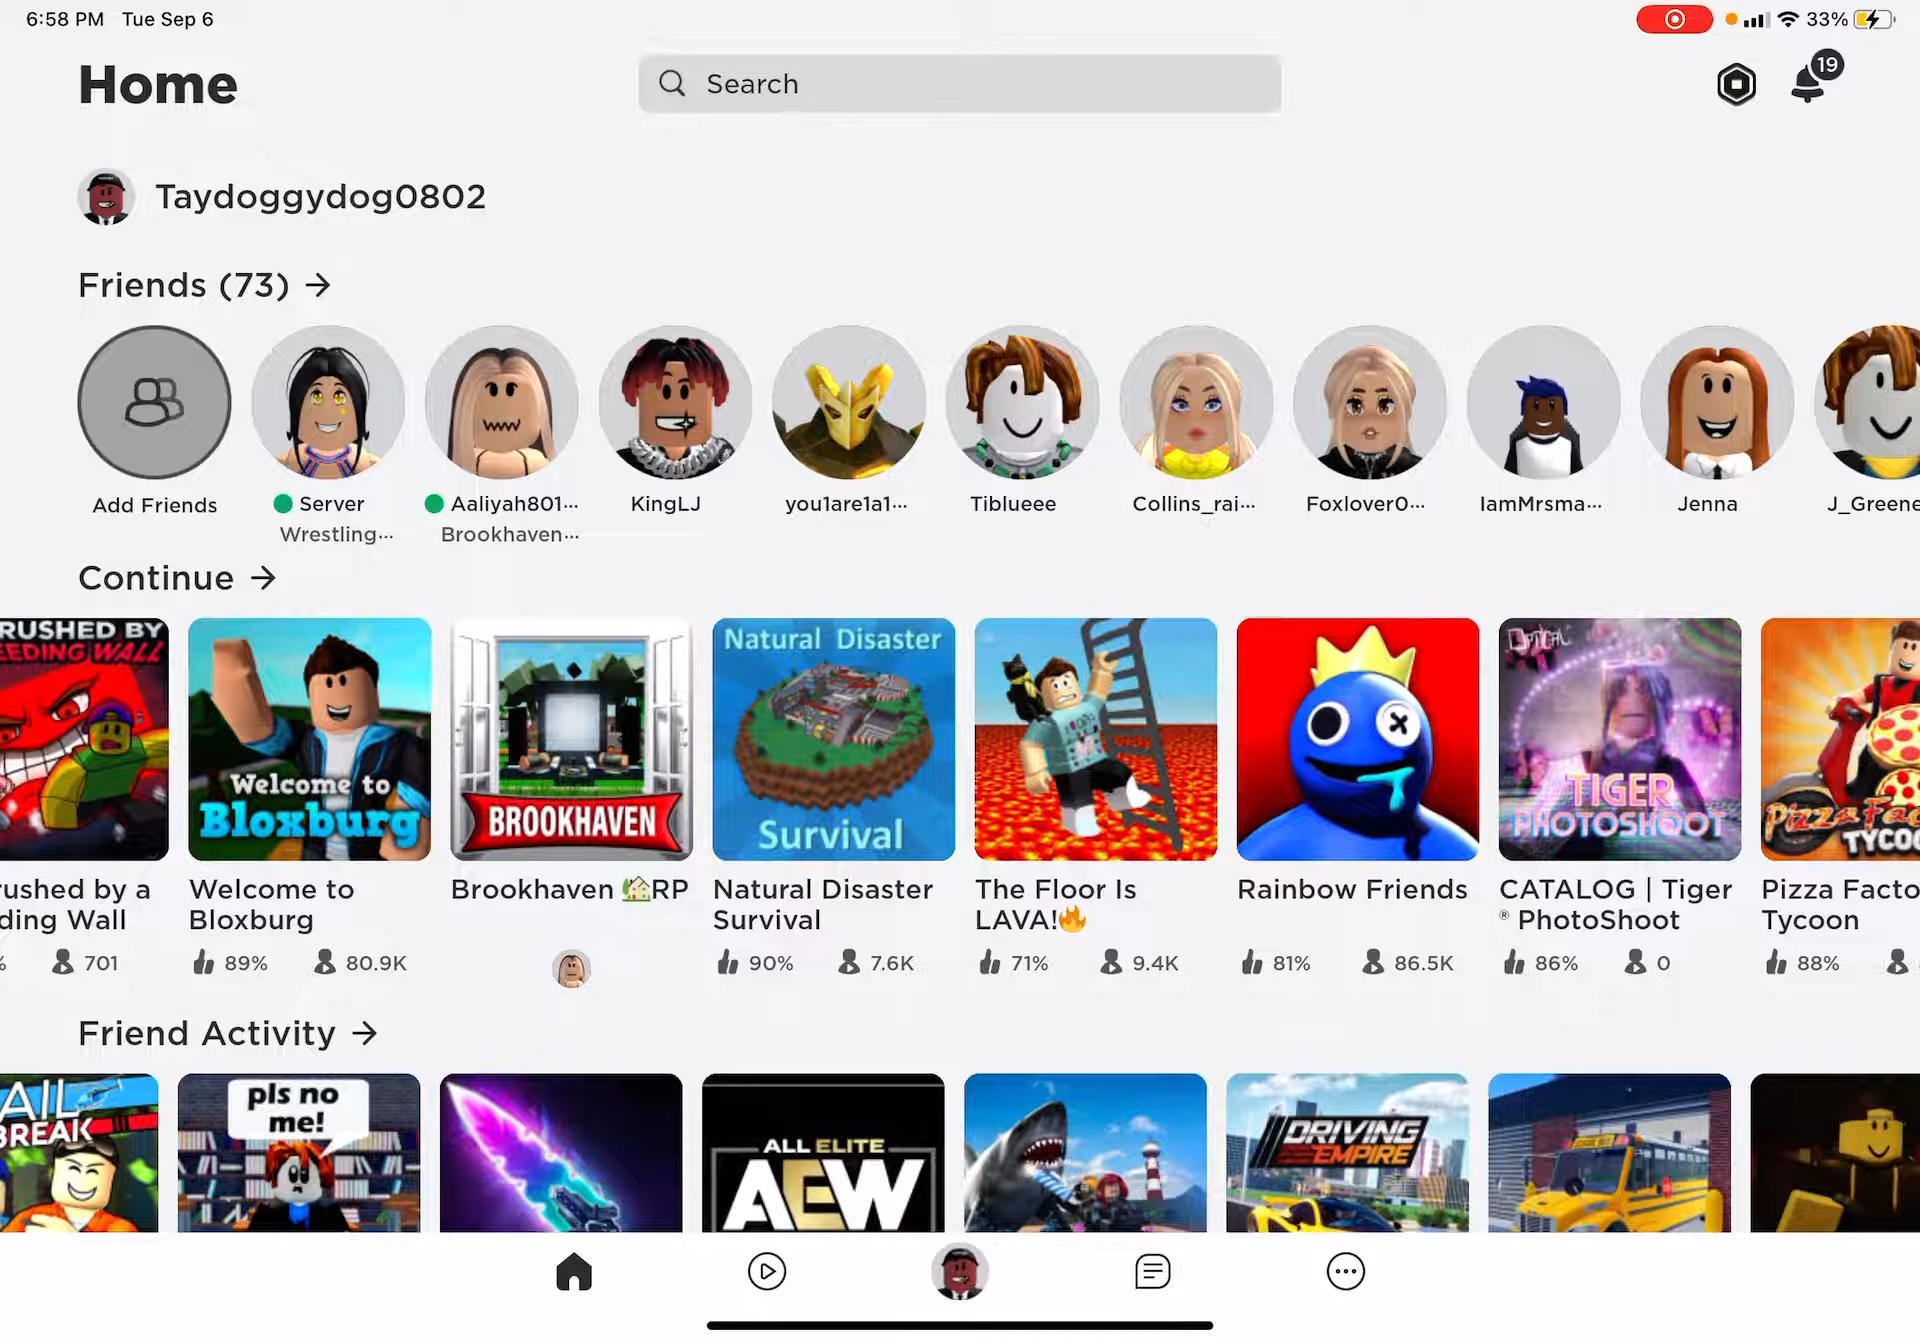 6:58 PM Tue Sep 6
33%
Home
Search
19
Taydoggydog0802
Friends (73) →
Add Friends
Server
Wrestling...
Aaliyah801...
Brookhaven...
KingLJ
you1are1a1...
Tiblueee
Collins_rai...
Foxlover0...
IamMrsma...
Jenna
J_Greene
Continue →
RUSHED BY
EEDING WALL
Welcome to
Bloxburg
BROOKHAVEN
Natural Disaster
Survival
TIGER
PHOTOSHOOT
Pizza Fac
TYCOO
rushed by a
ding Wall
701
Welcome to
Bloxburg
89% 80.9K
Brookhaven 🏡RP
Natural Disaster
Survival
90% 7.6K
The Floor Is
LAVA!🔥
71% 9.4K
Rainbow Friends
81% 86.5K
CATALOG | Tiger
® PhotoShoot
86% 0
Pizza Facto
Tycoon
88%
Friend Activity →
AIL
BREAK
pls no
me!
ALL ELITE
AEW
DRIVING
EMPIRE